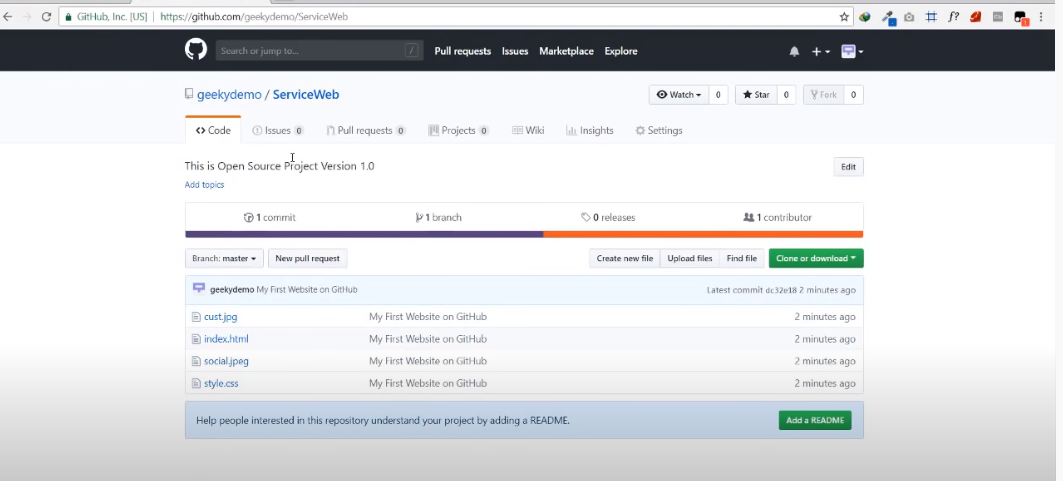 GitHub, Inc. [US] | https://github.com/geekydemo/ServiceWeb
f?
Search or jump to... /
Pull requests Issues Marketplace Explore
geekydemo / ServiceWeb
Watch 0 Star 0 Fork 0
Code Issues 0 Pull requests 0 Projects 0 Wiki Insights Settings
This is Open Source Project Version 1.0
Edit
Add topics
1 commit 1 branch 0 releases 1 contributor
Branch: master New pull request Create new file Upload files Find file Clone or download
geekydemo My First Website on GitHub Latest commit dc32e18 2 minutes ago
cust.jpg My First Website on GitHub 2 minutes ago
index.html My First Website on GitHub 2 minutes ago
social.jpeg My First Website on GitHub 2 minutes ago
style.css My First Website on GitHub 2 minutes ago
Help people interested in this repository understand your project by adding a README. Add a README